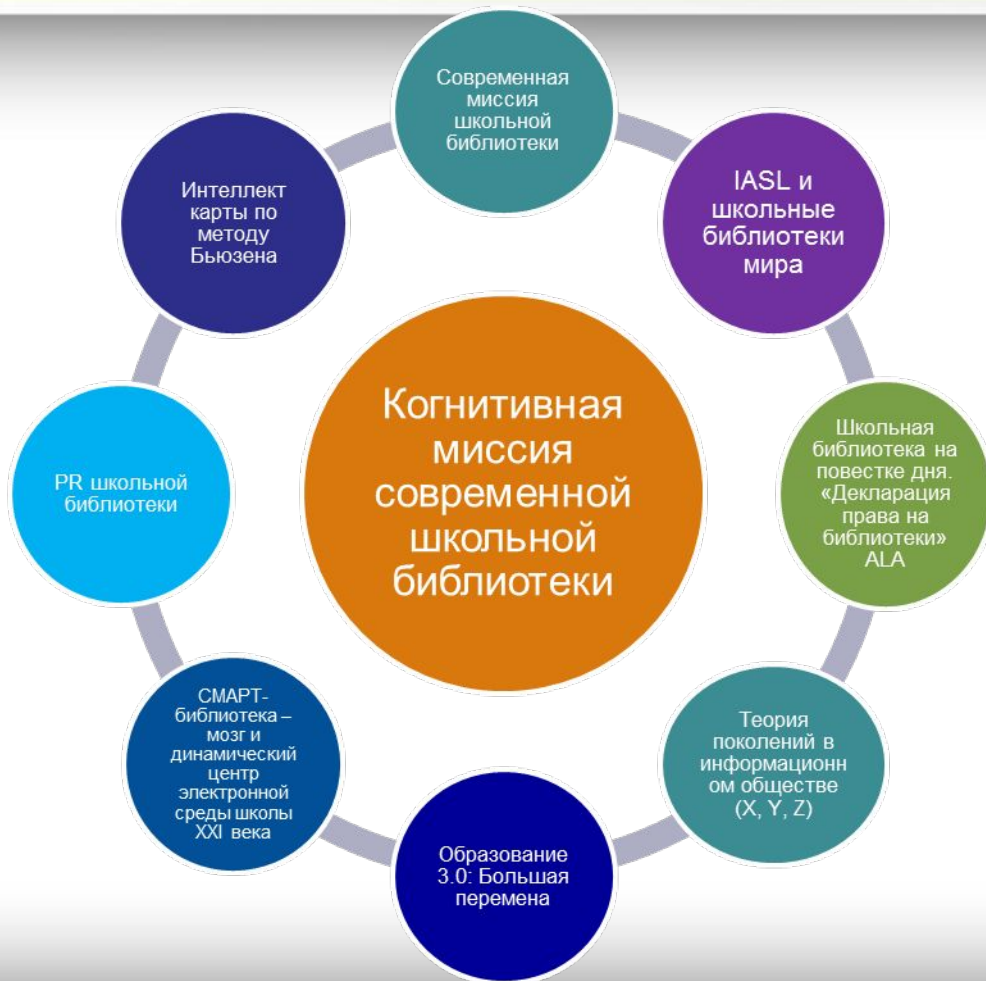 Современная
миссия
школьной
библиотеки
IASL и
школьные
библиотеки
мира
Школьная
библиотека на
повестке дня.
«Декларация
права на
библиотеки»
ALA
Теория
поколений в
информационн
ом обществе
(X, Y, Z)
Образование
3.0: Большая
перемена
СМАРТ-
библиотека –
мозг и
динамический
центр
электронной
среды школы
XXI века
PR школьной
библиотеки
Интеллект
карты по
методу
Бьюзена
Когнитивная
миссия
современной
школьной
библиотеки